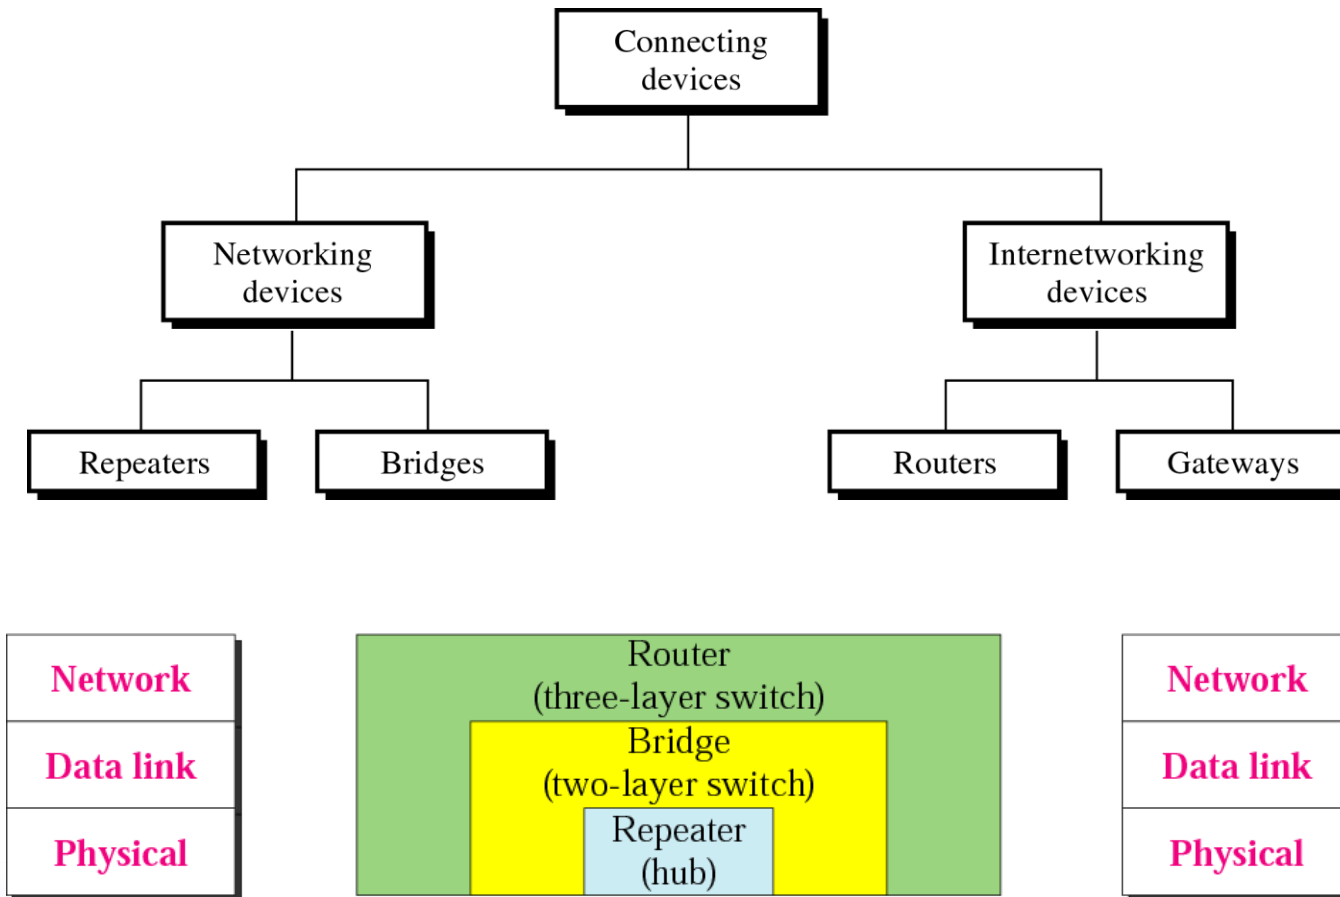 Connecting
devices
Networking
devices
Internetworking
devices
Repeaters
Bridges
Routers
Gateways
Network
Data link
Physical
Router
(three-layer switch)
Bridge
(two-layer switch)
Repeater
(hub)
Network
Data link
Physical